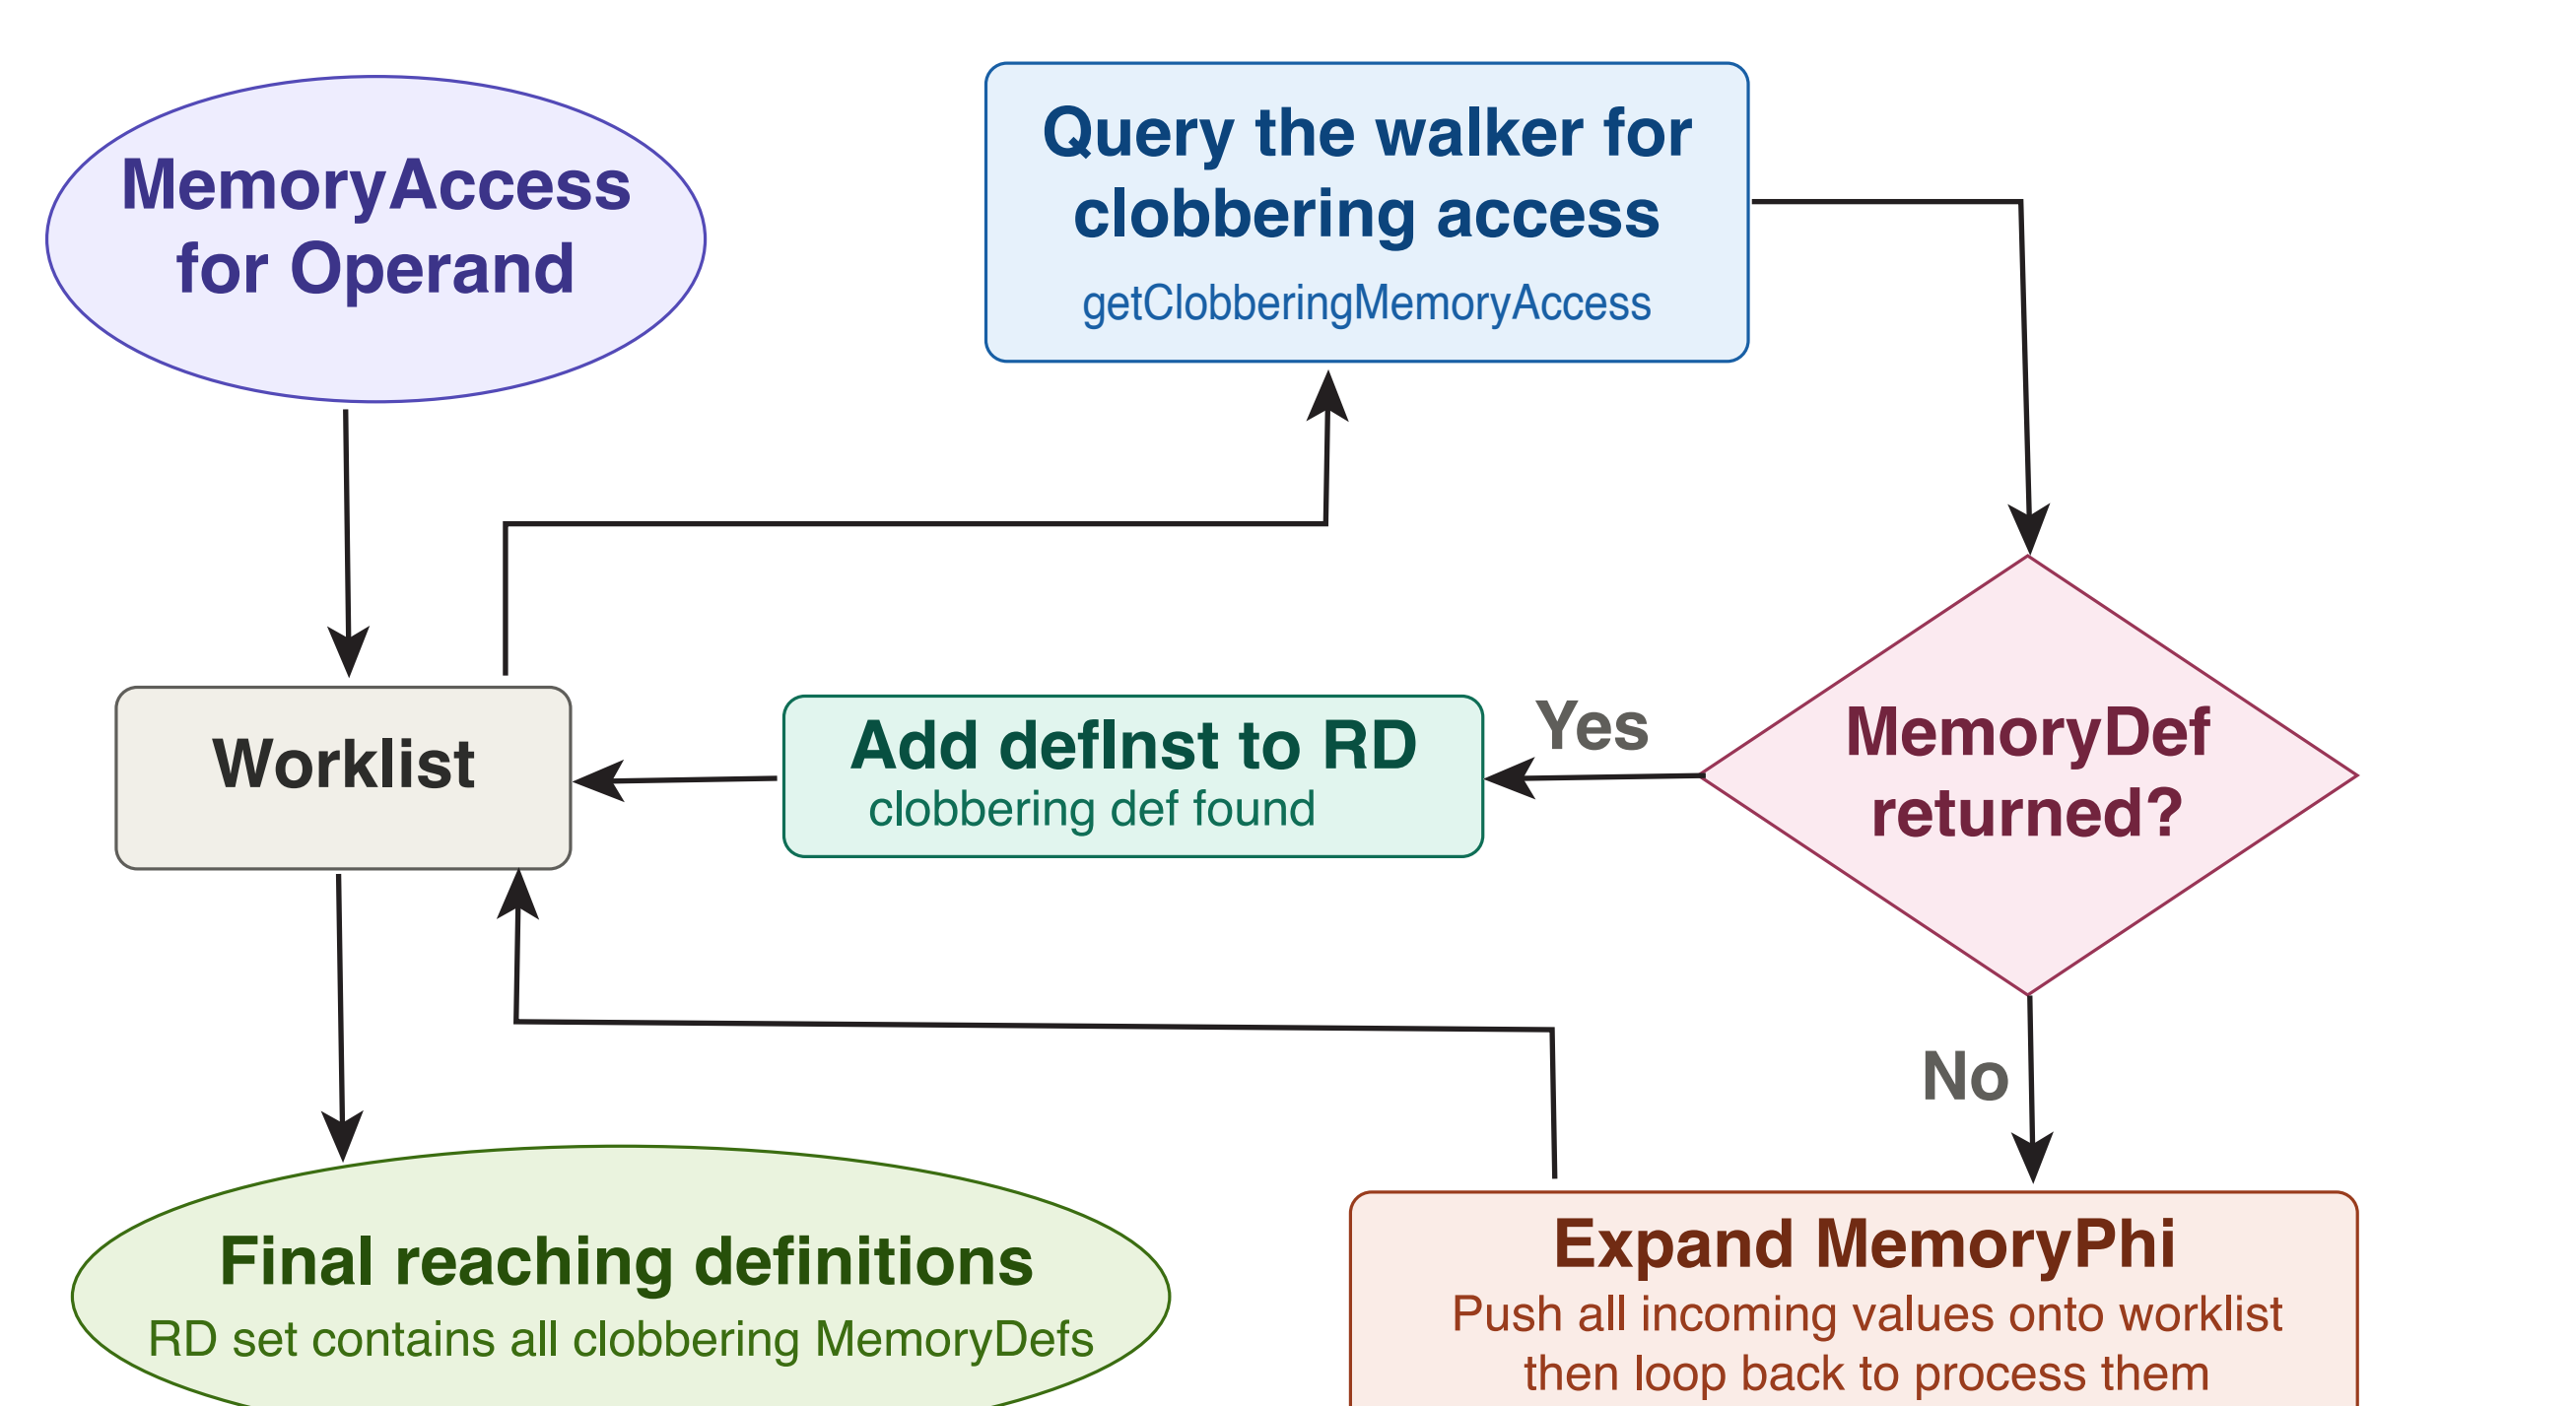 MemoryAccess
for Operand
Query the walker for
clobbering access
getClobberingMemoryAccess
Worklist
Add defInst to RD
clobbering def found
Yes
MemoryDef
returned?
No
Final reaching definitions
RD set contains all clobbering MemoryDefs
Expand MemoryPhi
Push all incoming values onto worklist
then loop back to process them